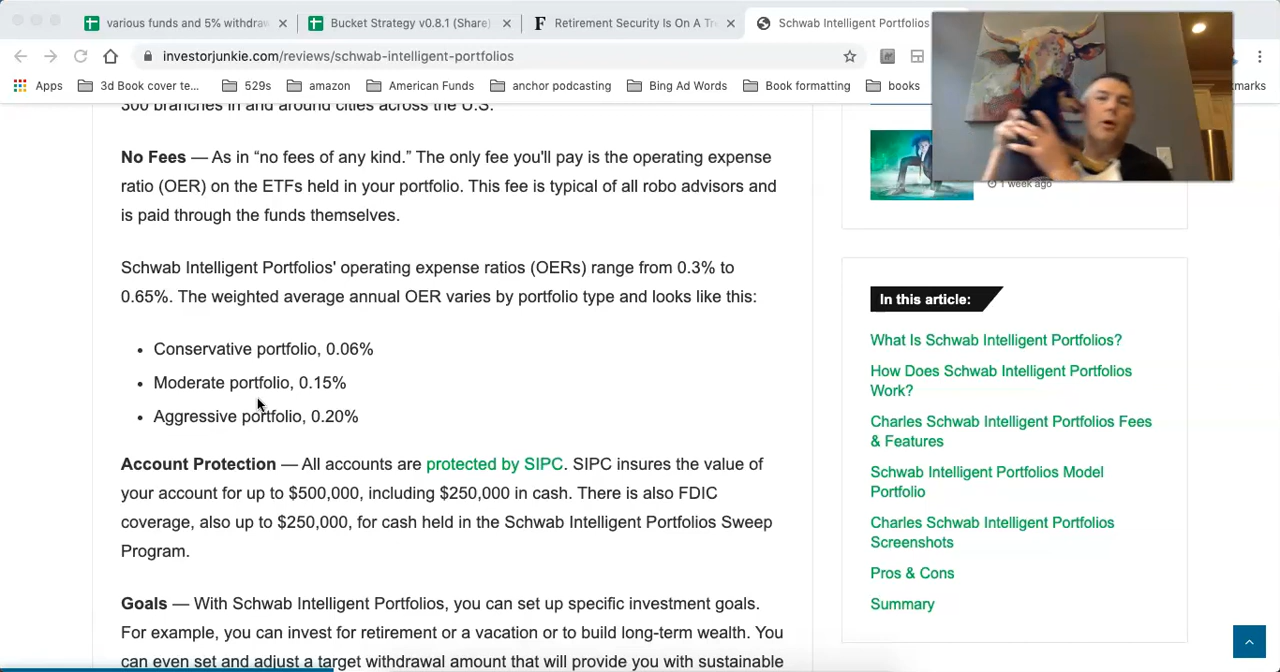 various funds and 5% withdraw
Bucket Strategy v0.8.1 (Share)
Retirement Security Is On A Tr
Schwab Intelligent Portfolios
investorjunkie.com/reviews/schwab-intelligent-portfolios
Apps
3d Book cover te...
529s
amazon
American Funds
anchor podcasting
Bing Ad Words
Book formatting
books
300 branches in and around cities across the U.S.
No Fees — As in “no fees of any kind.” The only fee you'll pay is the operating expense
ratio (OER) on the ETFs held in your portfolio. This fee is typical of all robo advisors and
is paid through the funds themselves.
Schwab Intelligent Portfolios' operating expense ratios (OERs) range from 0.3% to
0.65%. The weighted average annual OER varies by portfolio type and looks like this:
• Conservative portfolio, 0.06%
• Moderate portfolio, 0.15%
• Aggressive portfolio, 0.20%
Account Protection — All accounts are protected by SIPC. SIPC insures the value of
your account for up to $500,000, including $250,000 in cash. There is also FDIC
coverage, also up to $250,000, for cash held in the Schwab Intelligent Portfolios Sweep
Program.
Goals — With Schwab Intelligent Portfolios, you can set up specific investment goals.
For example, you can invest for retirement or a vacation or to build long-term wealth. You
can even set and adjust a target withdrawal amount that will provide you with sustainable
1 week ago
In this article:
What Is Schwab Intelligent Portfolios?
How Does Schwab Intelligent Portfolios
Work?
Charles Schwab Intelligent Portfolios Fees
& Features
Schwab Intelligent Portfolios Model
Portfolio
Charles Schwab Intelligent Portfolios
Screenshots
Pros & Cons
Summary